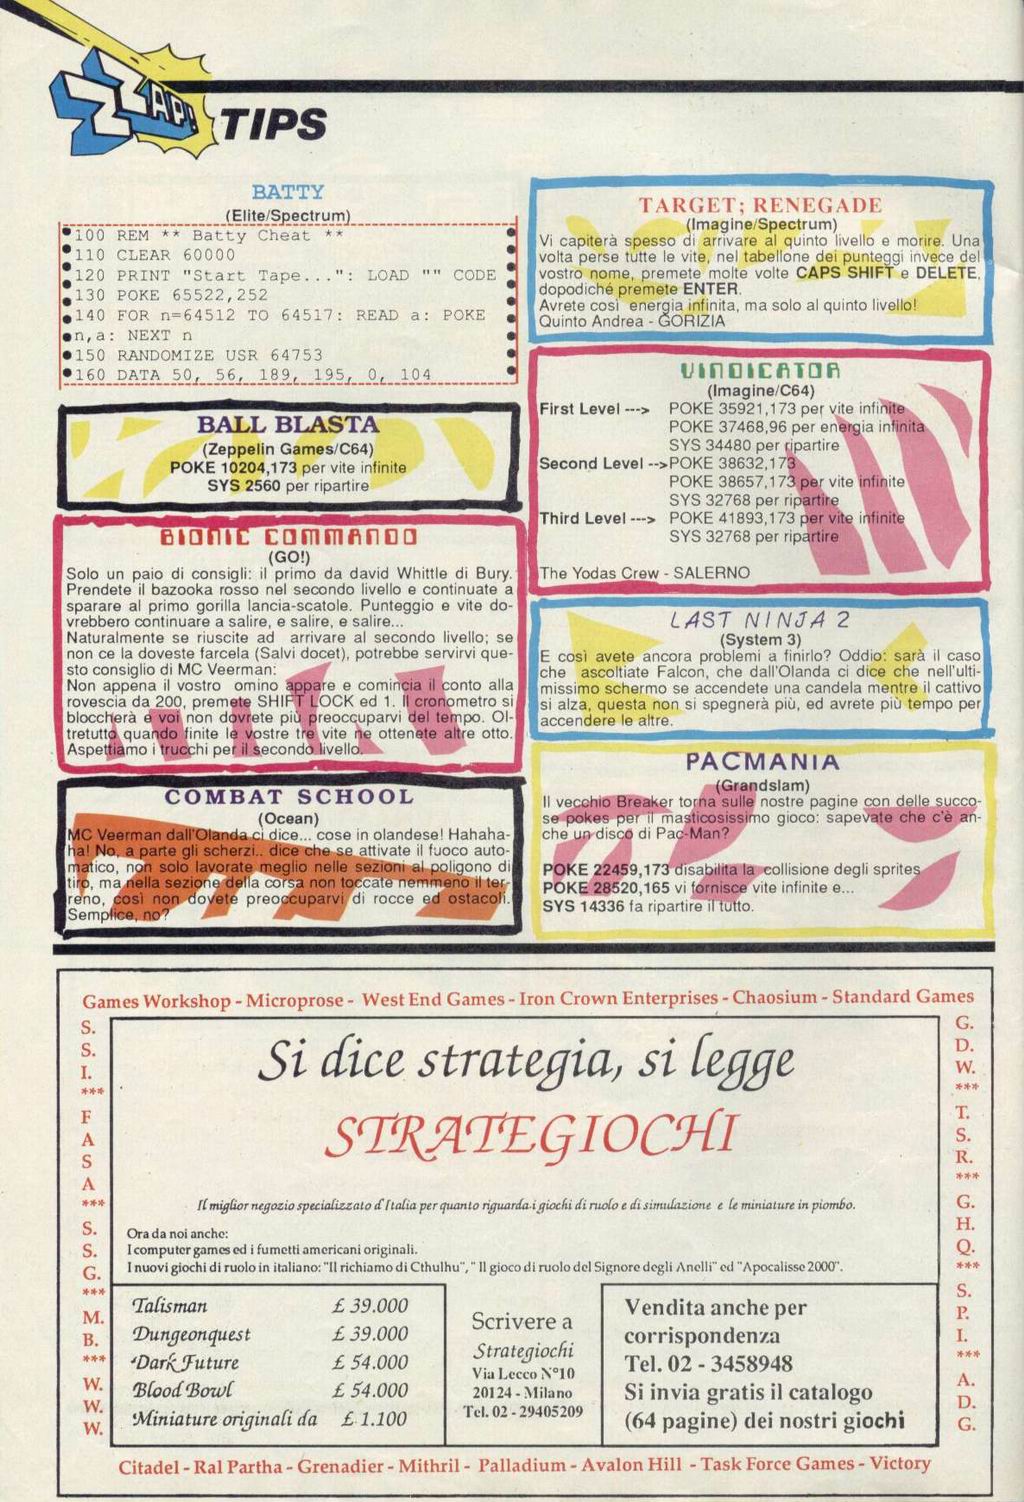 ZZAP!
TIPS
BATTY
(Elite/Spectrum)
100 REM ** Batty Cheat **
110 CLEAR 60000
120 PRINT "Start Tape...": LOAD "" CODE
130 POKE 65522,252
140 FOR n=64512 TO 64517: READ a: POKE
n,a: NEXT n
150 RANDOMIZE USR 64753
160 DATA 50, 56, 189, 195, 0, 104
BALL BLASTA
(Zeppelin Games/C64)
POKE 10204,173 per vite infinite
SYS 2560 per ripartire
BIONIC COMMANDO
(GO!)
Solo un paio di consigli: il primo da david Whittle di Bury.
Prendete il bazooka rosso nel secondo livello e continuate a
sparare al primo gorilla lancia-scatole. Punteggio e vite do-
vrebbero continuare a salire, e salire, e salire...
Naturalmente se riuscite ad arrivare al secondo livello; se
non ce la doveste farcela (Salvi docet), potrebbe servirvi que-
sto consiglio di MC Veerman:
Non appena il vostro omino appare e comincia il conto alla
rovescia da 200, premete SHIFT LOCK ed 1. Il cronometro si
bloccherà e voi non dovrete più preoccuparvi del tempo. Ol-
tretutto quando finite le vostre tre vite ne ottenete altre otto.
Aspettiamo i trucchi per il secondo livello.
COMBAT SCHOOL
(Ocean)
MC Veerman dall'Olanda ci dice... cose in olandese! Hahaha-
ha! No, a parte gli scherzi.. dice che se attivate il fuoco auto-
matico, non solo lavorate meglio nelle sezioni al poligono di
tiro, ma nella sezione della corsa non toccate nemmeno il ter-
reno, così non dovete preoccuparvi di rocce ed ostacoli.
Semplice, no?
TARGET; RENEGADE
(Imagine/Spectrum)
Vi capiterà spesso di arrivare al quinto livello e morire. Una
volta perse tutte le vite, nel tabellone dei punteggi invece del
vostro nome, premete molte volte CAPS SHIFT e DELETE,
dopodiché premete ENTER.
Avrete così energia infinita, ma solo al quinto livello!
Quinto Andrea - GORIZIA
VINDICATOR
(Imagine/C64)
First Level ---> POKE 35921,173 per vite infinite
POKE 37468,96 per energia infinita
SYS 34480 per ripartire
Second Level -->POKE 38632,173
POKE 38657,173 per vite infinite
SYS 32768 per ripartire
Third Level ---> POKE 41893,173 per vite infinite
SYS 32768 per ripartire
The Yodas Crew - SALERNO
LAST NINJA 2
(System 3)
E così avete ancora problemi a finirlo? Oddio: sarà il caso
che ascoltiate Falcon, che dall'Olanda ci dice che nell'ulti-
missimo schermo se accendete una candela mentre il cattivo
si alza, questa non si spegnerà più, ed avrete più tempo per
accendere le altre.
PACMANIA
(Grandslam)
Il vecchio Breaker torna sulle nostre pagine con delle succo-
se pokes per il masticosissimo gioco: sapevate che c'è an-
che un disco di Pac-Man?
POKE 22459,173 disabilita la collisione degli sprites
POKE 28520,165 vi fornisce vite infinite e...
SYS 14336 fa ripartire il tutto.
Games Workshop - Microprose - West End Games - Iron Crown Enterprises - Chaosium - Standard Games
S.
S.
I.
***
F
A
S
A
***
S.
S.
G.
***
M.
B.
***
W.
W.
W.
Si dice strategia, si legge
STRATEGIOCHI
Il miglior negozio specializzato d'Italia per quanto riguarda i giochi di ruolo e di simulazione e le miniature in piombo.
Ora da noi anche:
I computer games ed i fumetti americani originali.
I nuovi giochi di ruolo in italiano: "Il richiamo di Cthulhu", " Il gioco di ruolo del Signore degli Anelli" ed "Apocalisse 2000".
Talisman £ 39.000
Dungeonquest £ 39.000
Dark Future £ 54.000
Blood Bowl £ 54.000
Miniature originali da £ 1.100
Scrivere a
Strategiochi
Via Lecco N°10
20124 - Milano
Tel. 02 - 29405209
Vendita anche per
corrispondenza
Tel. 02 - 3458948
Si invia gratis il catalogo
(64 pagine) dei nostri giochi
G.
D.
W.
***
T.
S.
R.
***
G.
H.
Q.
***
S.
P.
I.
***
A.
D.
G.
Citadel - Ral Partha - Grenadier - Mithril - Palladium - Avalon Hill - Task Force Games - Victory